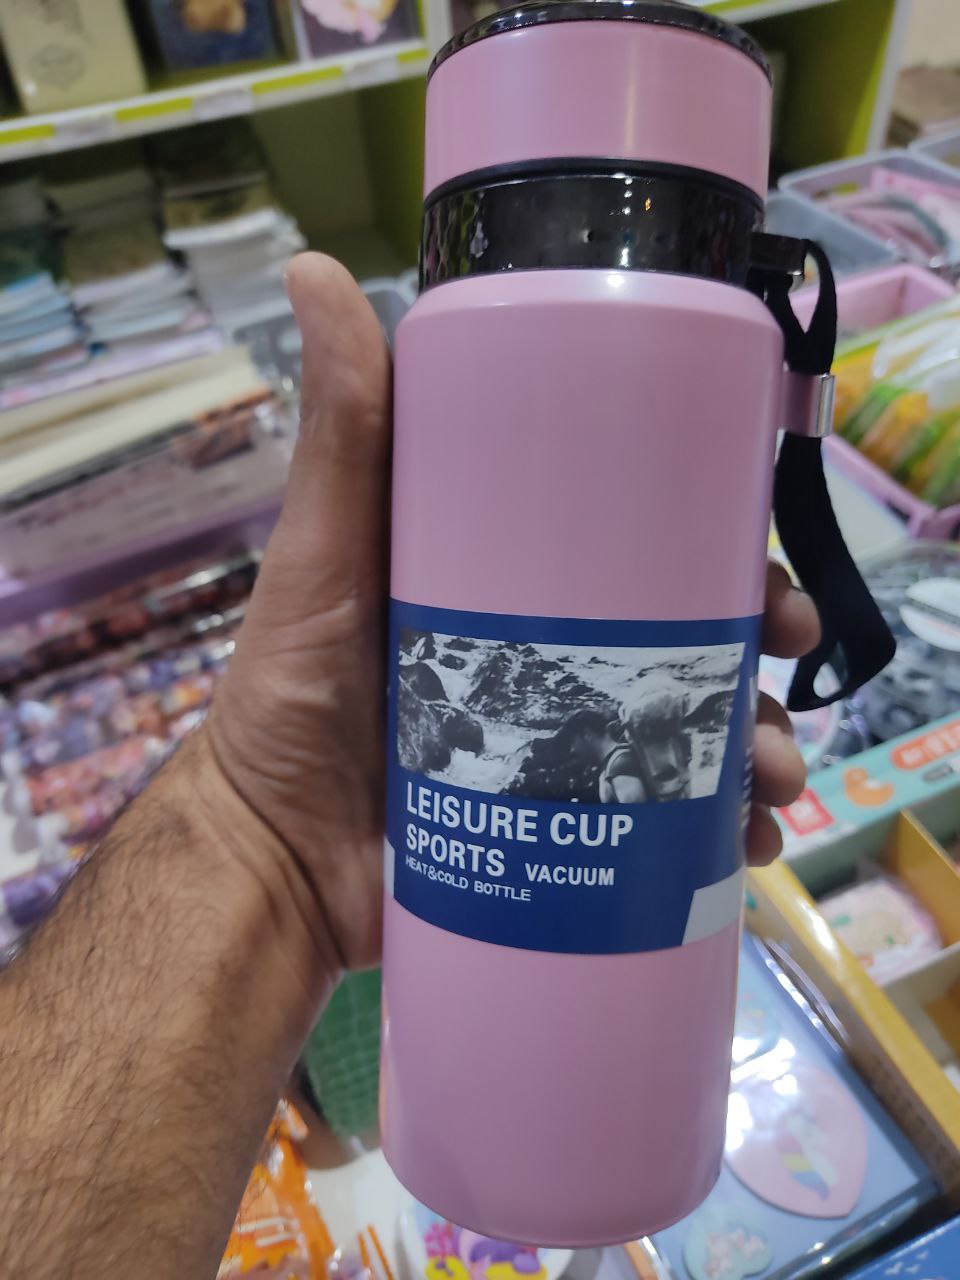 LEISURE CUP
SPORTS VACUUM
HEAT&COLD BOTTLE